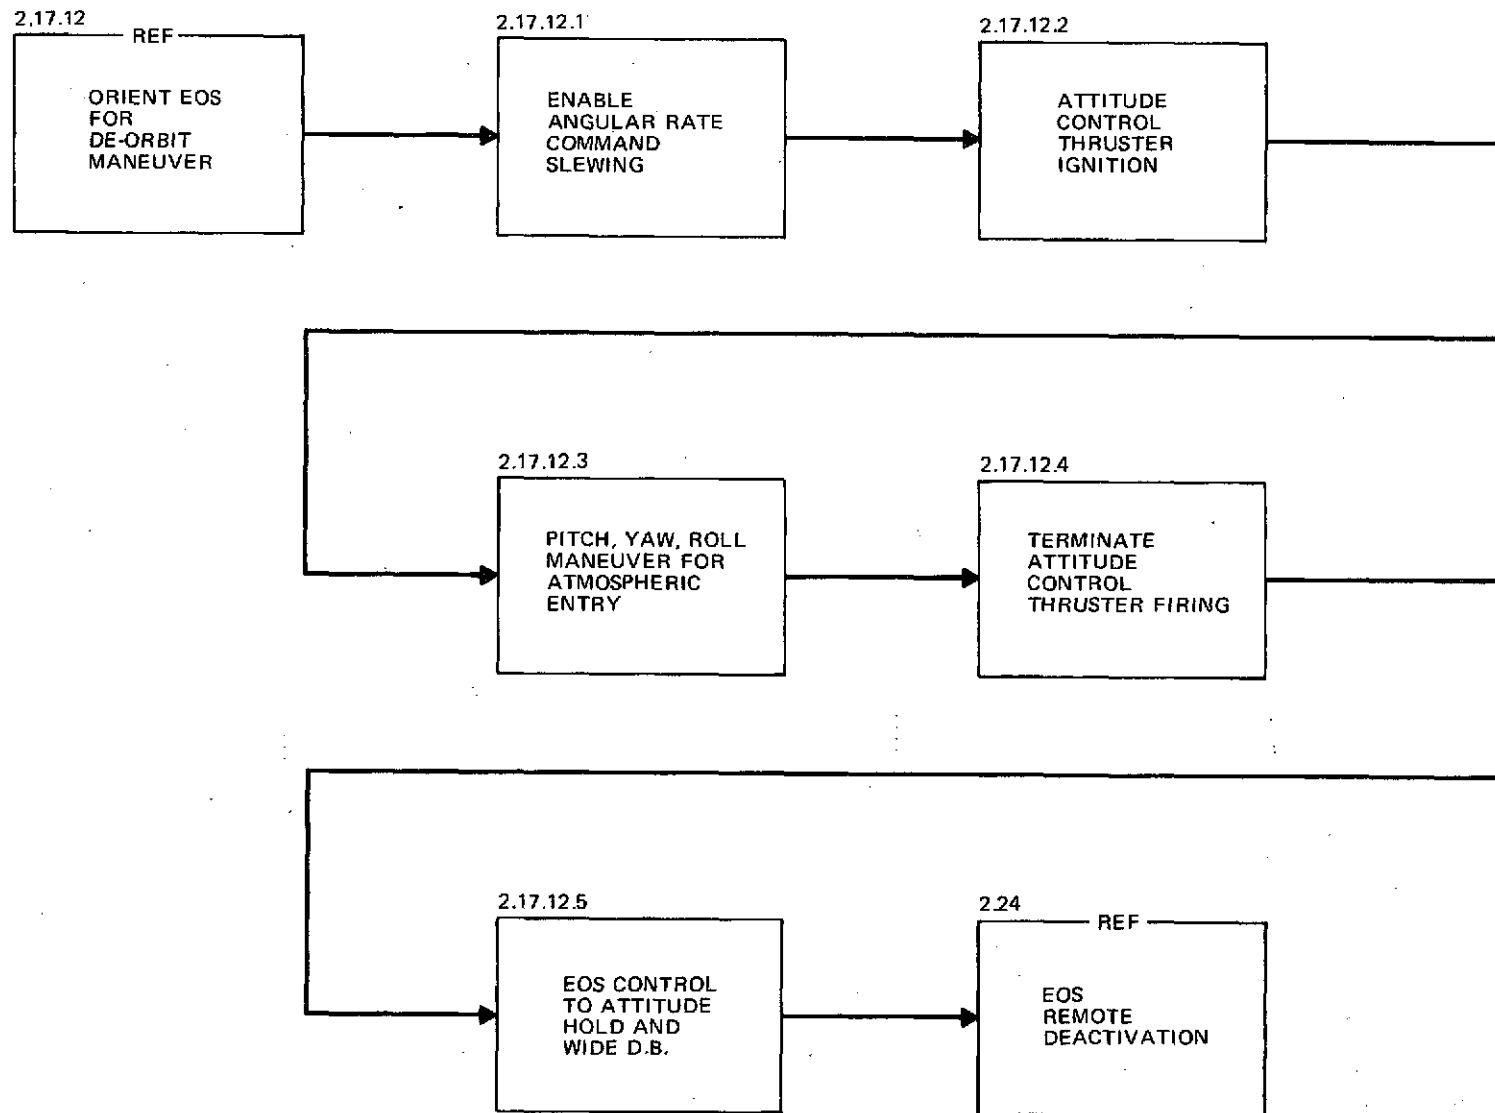 2.17.12
REF
ORIENT EOS
FOR
DE-ORBIT
MANEUVER
2.17.12.1
ENABLE
ANGULAR RATE
COMMAND
SLEWING
2.17.12.2
ATTITUDE
CONTROL
THRUSTER
IGNITION
2.17.12.3
PITCH, YAW, ROLL
MANEUVER FOR
ATMOSPHERIC
ENTRY
2.17.12.4
TERMINATE
ATTITUDE
CONTROL
THRUSTER FIRING
2.17.12.5
EOS CONTROL
TO ATTITUDE
HOLD AND
WIDE D.B.
2.24
REF
EOS
REMOTE
DEACTIVATION